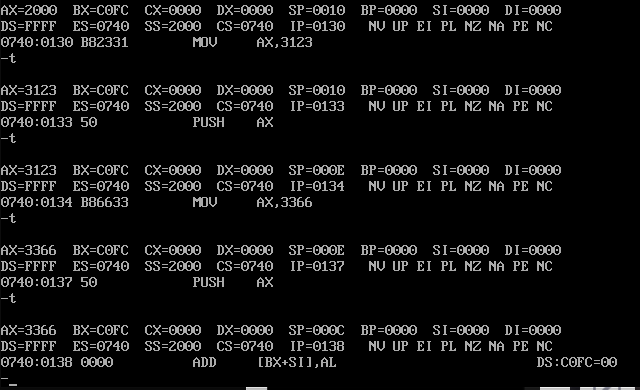 AX=2000  BX=C0FC  CX=0000  DX=0000  SP=0010  BP=0000  SI=0000  DI=0000
DS=FFFF  ES=0740  SS=2000  CS=0740  IP=0130   NV UP EI PL NZ NA PE NC
0740:0130 B82331        MOV     AX,3123
-t
AX=3123  BX=C0FC  CX=0000  DX=0000  SP=0010  BP=0000  SI=0000  DI=0000
DS=FFFF  ES=0740  SS=2000  CS=0740  IP=0133   NV UP EI PL NZ NA PE NC
0740:0133 50            PUSH    AX
-t
AX=3123  BX=C0FC  CX=0000  DX=0000  SP=000E  BP=0000  SI=0000  DI=0000
DS=FFFF  ES=0740  SS=2000  CS=0740  IP=0134   NV UP EI PL NZ NA PE NC
0740:0134 B86633        MOV     AX,3366
-t
AX=3366  BX=C0FC  CX=0000  DX=0000  SP=000E  BP=0000  SI=0000  DI=0000
DS=FFFF  ES=0740  SS=2000  CS=0740  IP=0137   NV UP EI PL NZ NA PE NC
0740:0137 50            PUSH    AX
-t
AX=3366  BX=C0FC  CX=0000  DX=0000  SP=000C  BP=0000  SI=0000  DI=0000
DS=FFFF  ES=0740  SS=2000  CS=0740  IP=0138   NV UP EI PL NZ NA PE NC
0740:0138 0000          ADD     [BX+SI],AL                         DS:C0FC=00
-_